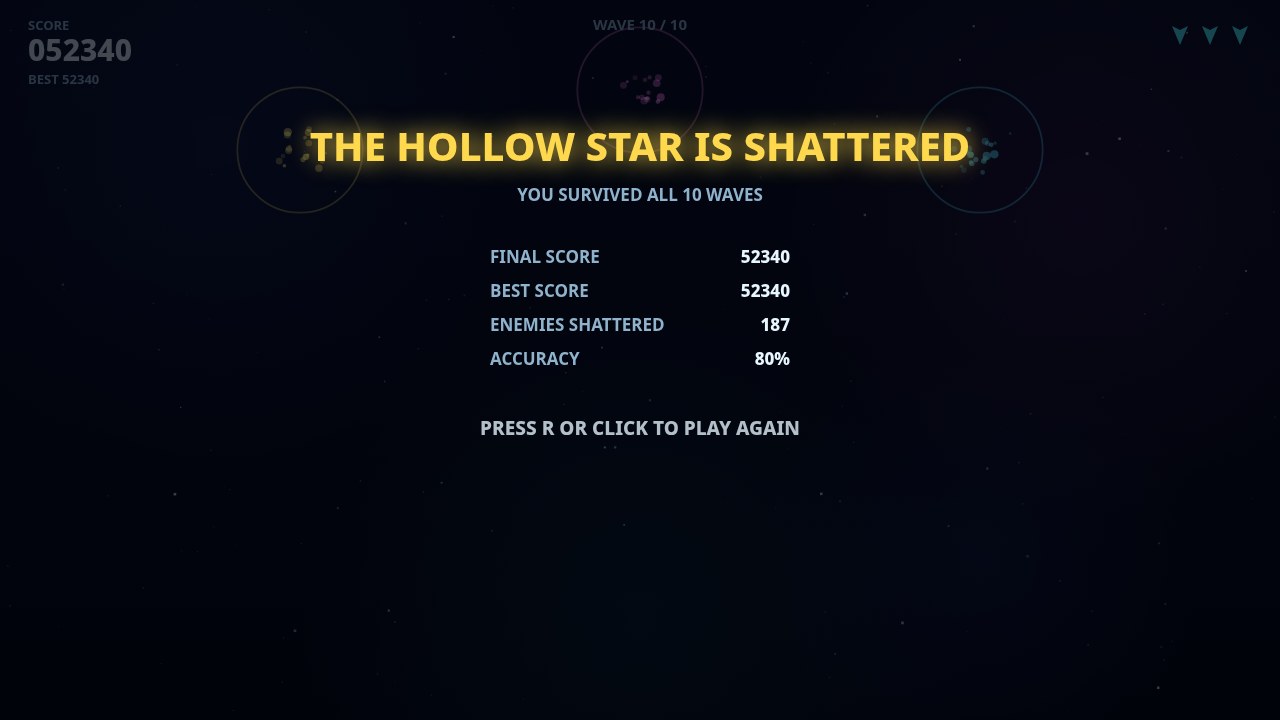 SCORE
052340
BEST 52340
WAVE 10 / 10
THE HOLLOW STAR IS SHATTERED
YOU SURVIVED ALL 10 WAVES
FINAL SCORE 52340
BEST SCORE 52340
ENEMIES SHATTERED 187
ACCURACY 80%
PRESS R OR CLICK TO PLAY AGAIN